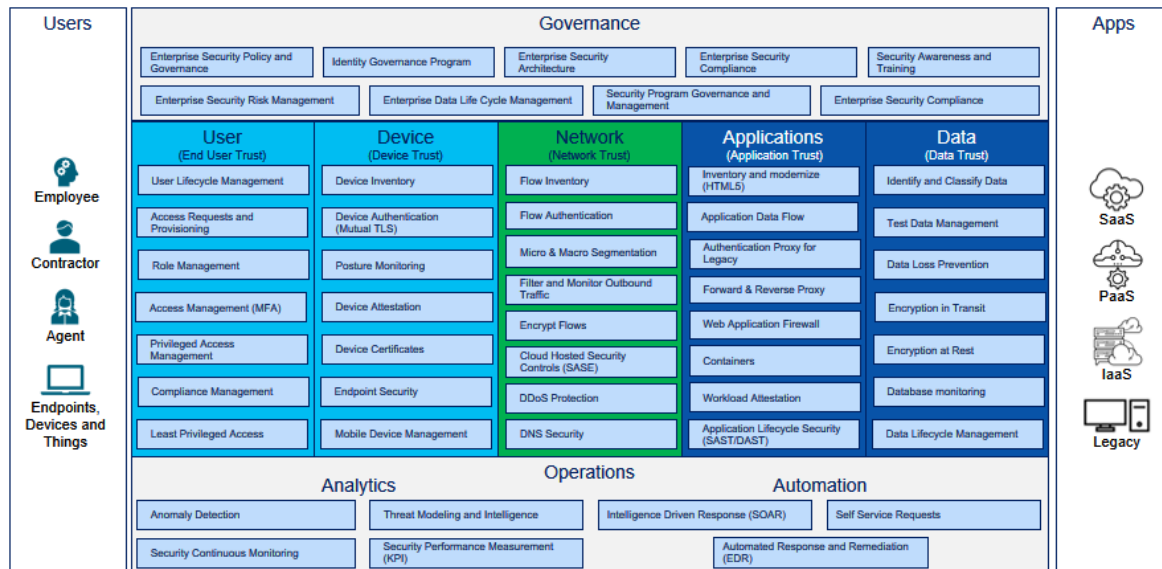 Users
Governance
Apps
Enterprise Security Policy and
Governance
Identity Governance Program
Enterprise Security
Architecture
Enterprise Security
Compliance
Security Awareness and
Training
Enterprise Security Risk Management
Enterprise Data Life Cycle Management
Security Program Governance and
Management
Enterprise Security Compliance
Employee
Contractor
Agent
Endpoints,
Devices and
Things
User
(End User Trust)
User Lifecycle Management
Access Requests and
Provisioning
Role Management
Access Management (MFA)
Privileged Access
Management
Compliance Management
Least Privileged Access
Device
(Device Trust)
Device Inventory
Device Authentication
(Mutual TLS)
Posture Monitoring
Device Attestation
Device Certificates
Endpoint Security
Mobile Device Management
Network
(Network Trust)
Flow Inventory
Flow Authentication
Micro & Macro Segmentation
Filter and Monitor Outbound
Traffic
Encrypt Flows
Cloud Hosted Security
Controls (SASE)
DDoS Protection
DNS Security
Applications
(Application Trust)
Inventory and modernize
(HTML5)
Application Data Flow
Authentication Proxy for
Legacy
Forward & Reverse Proxy
Web Application Firewall
Containers
Workload Attestation
Application Lifecycle Security
(SAST/DAST)
Data
(Data Trust)
Identify and Classify Data
Test Data Management
Data Loss Prevention
Encryption in Transit
Encryption at Rest
Database monitoring
Data Lifecycle Management
SaaS
PaaS
IaaS
Legacy
Operations
Analytics
Automation
Anomaly Detection
Threat Modeling and Intelligence
Intelligence Driven Response (SOAR)
Self Service Requests
Security Continuous Monitoring
Security Performance Measurement
(KPI)
Automated Response and Remediation
(EDR)